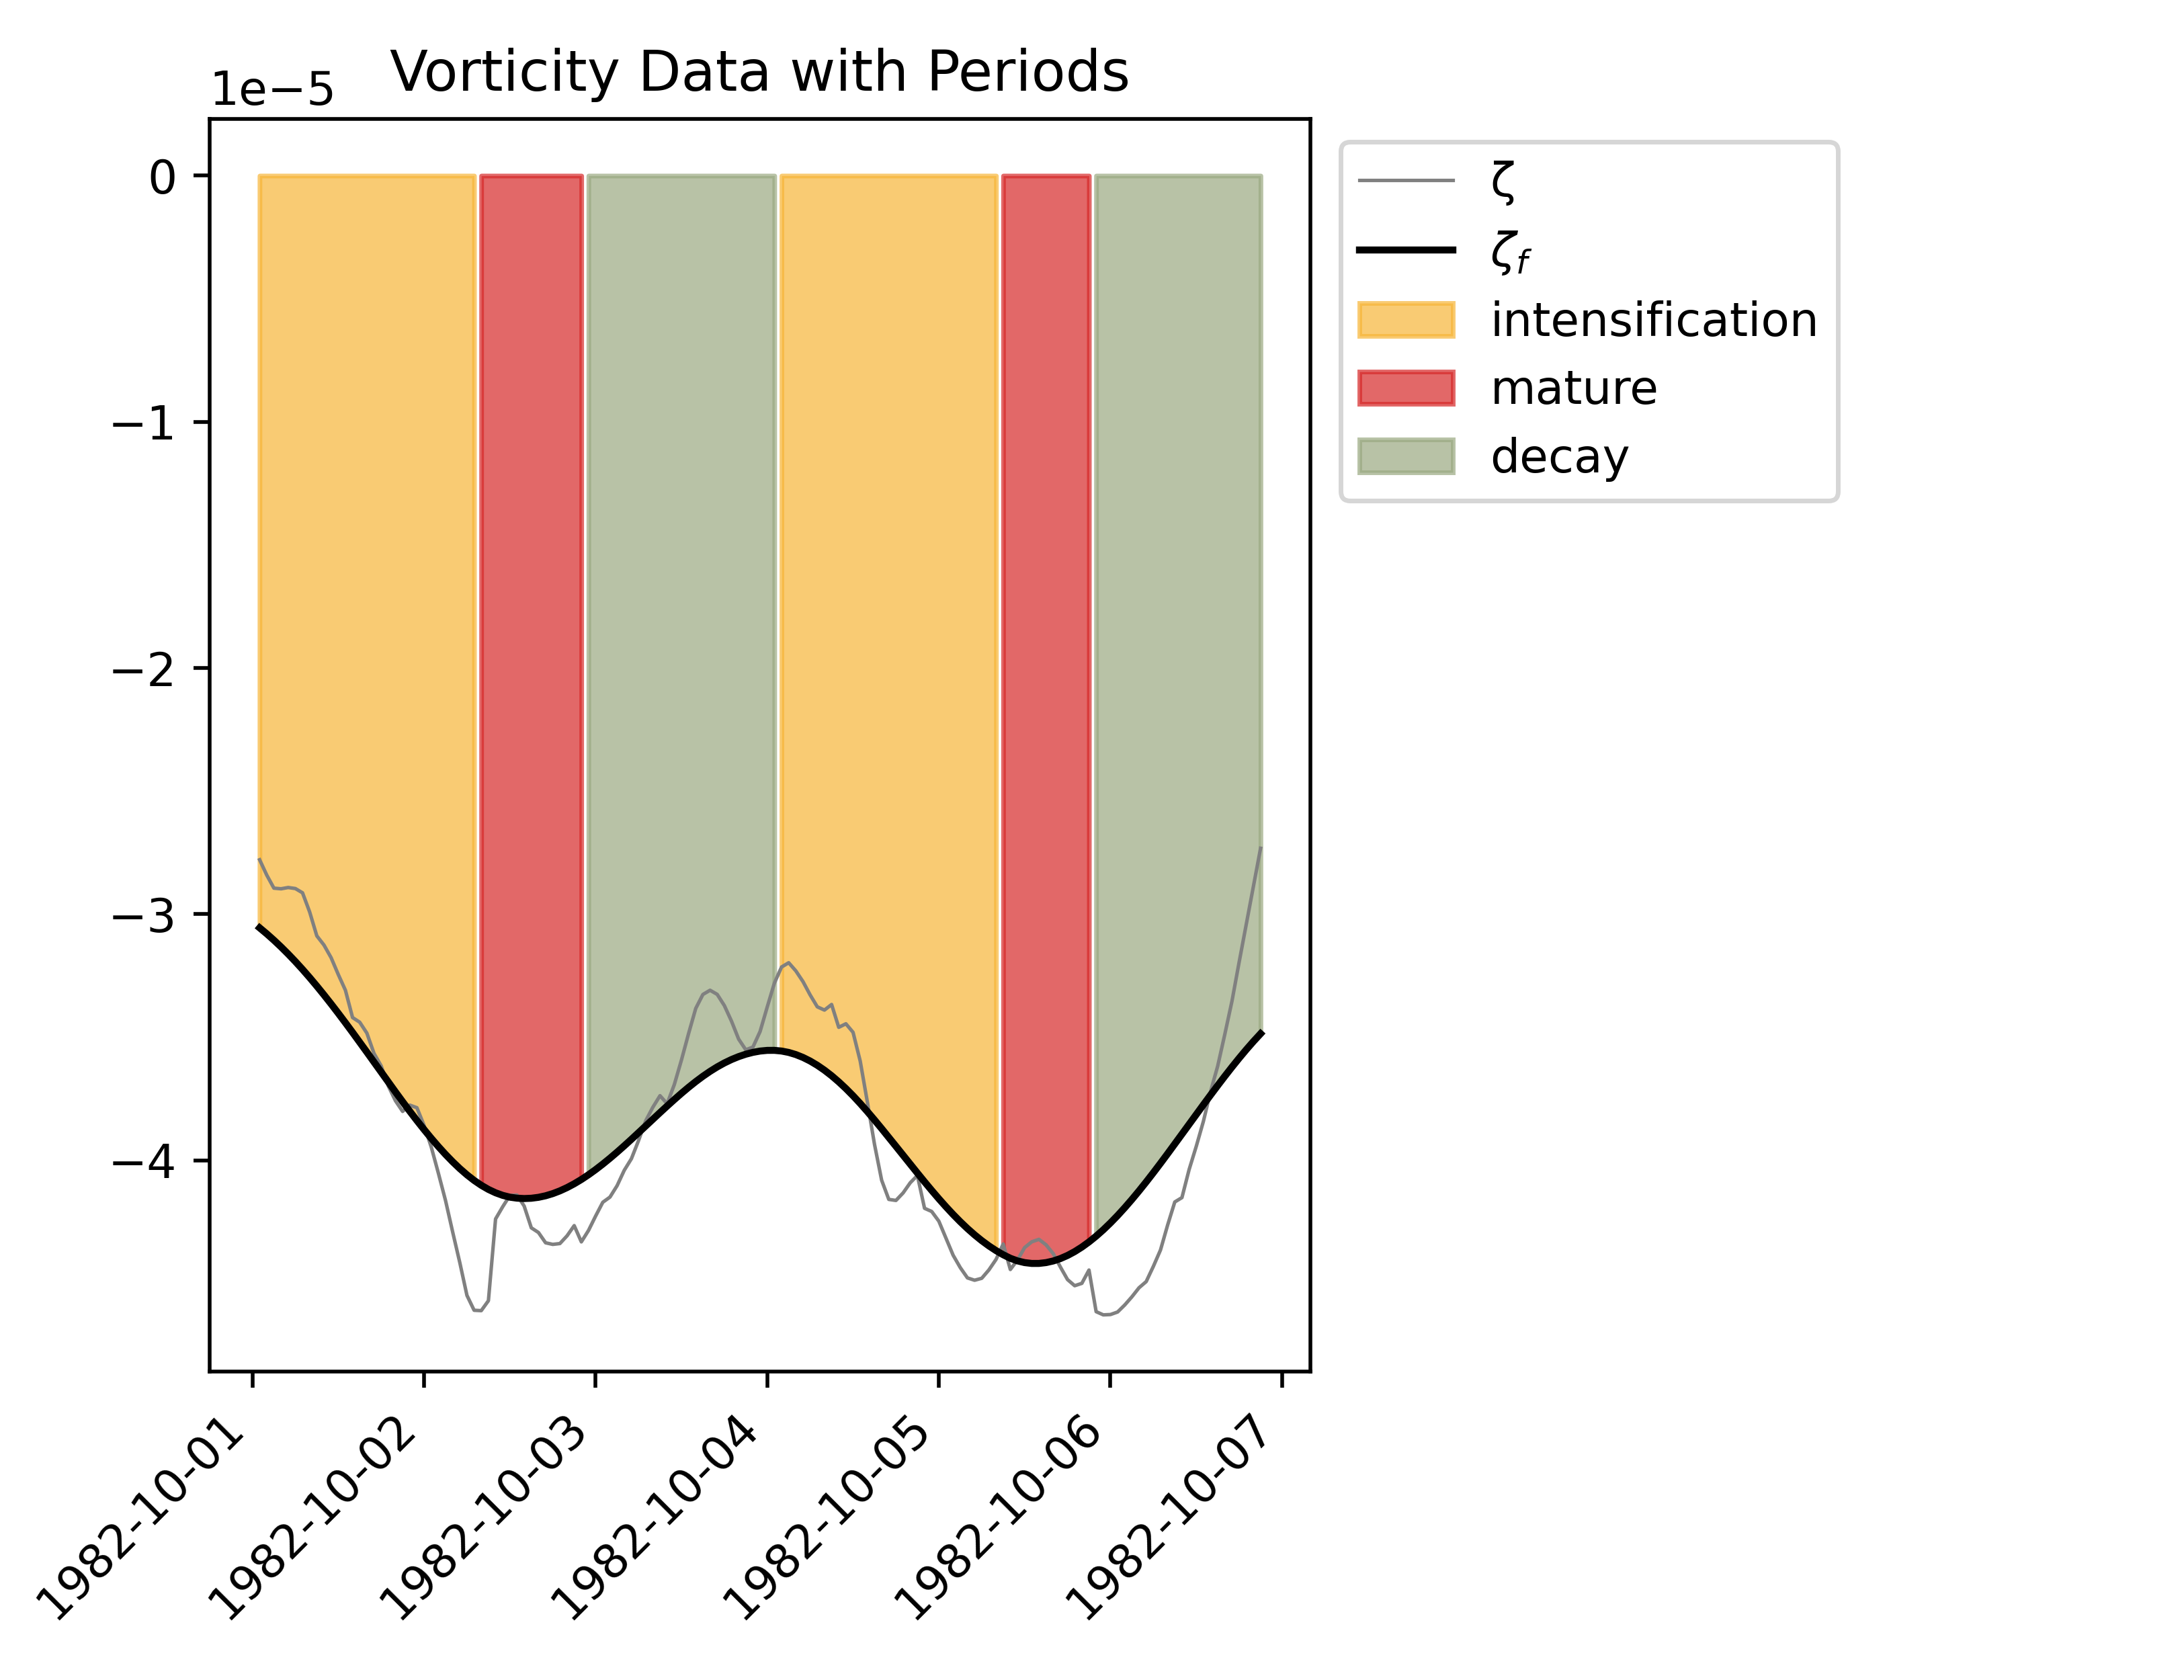 Vorticity Data with Periods
1e−5
0
−1
−2
−3
−4
1982-10-01
1982-10-02
1982-10-03
1982-10-04
1982-10-05
1982-10-06
1982-10-07
ζ
ζf
intensification
mature
decay